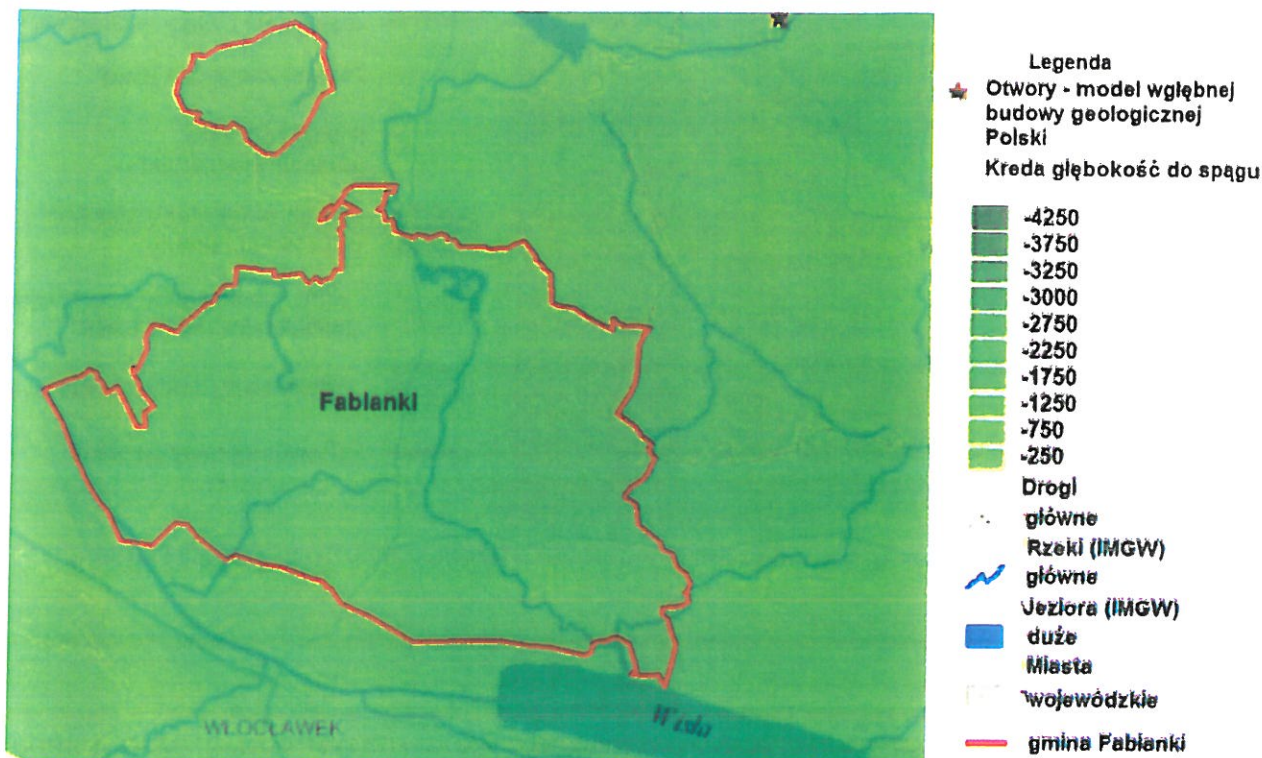 Fabianki
WŁOCŁAWEK
Wisła
Legenda
Otwory - model wgłębnej
budowy geologicznej
Polski
Kreda głębokość do spągu
-4250
-3750
-3250
-3000
-2750
-2250
-1750
-1250
-750
-250
Drogi
główne
Rzeki (IMGW)
główne
Jeziora (IMGW)
duże
Miasta
wojewódzkie
gmina Fabianki